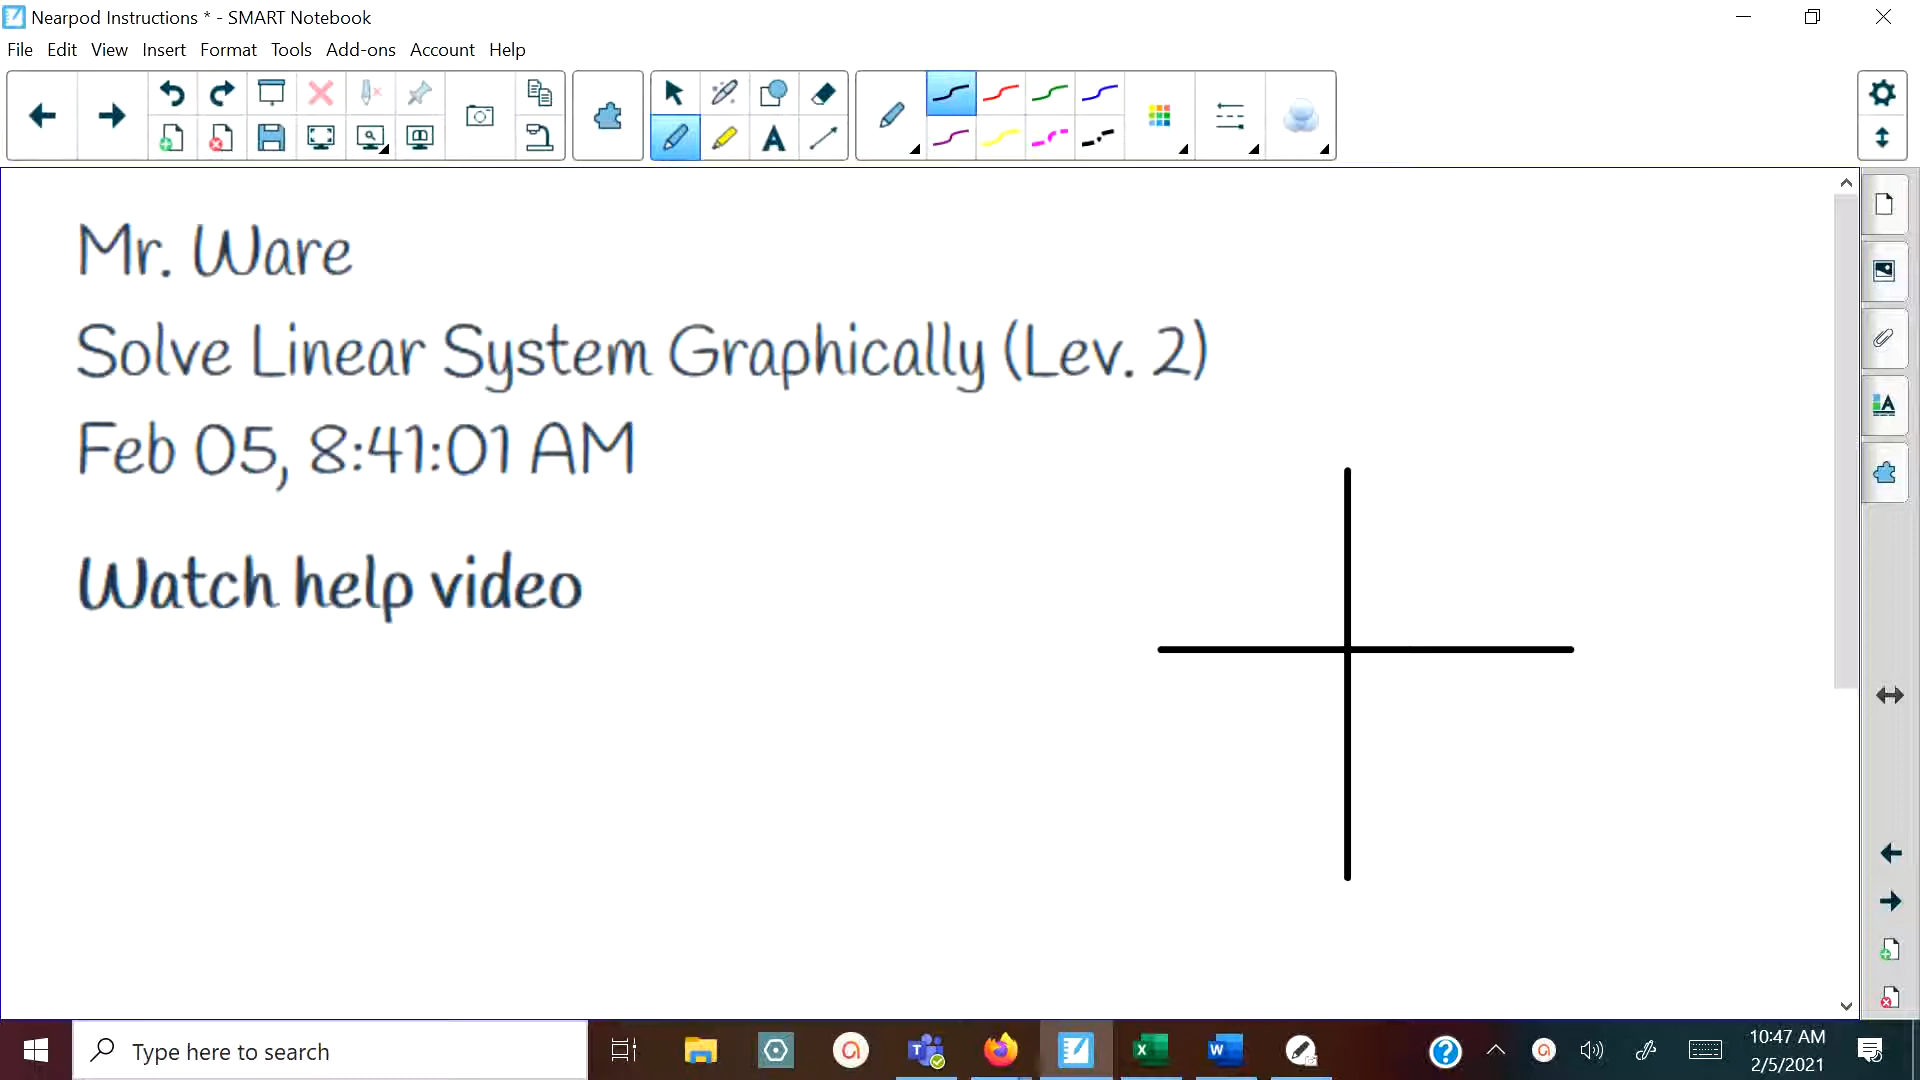 Nearpod Instructions * - SMART Notebook
File Edit View Insert Format Tools Add-ons Account Help
Mr. Ware
Solve Linear System Graphically (Lev. 2)
Feb 05, 8:41:01 AM
Watch help video
Type here to search
10:47 AM
2/5/2021